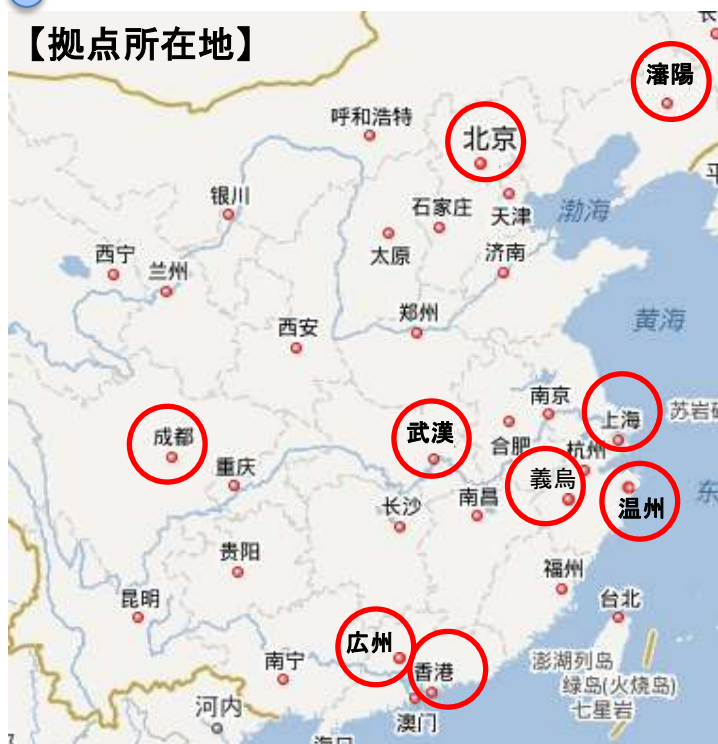 【拠点所在地】
长
瀋陽
呼和浩特
北京
平
银川
石家庄
天津
渤海
西宁
兰州
太原
济南
郑州
黄海
西安
南京
上海
苏岩礁
成都
武漢
合肥
杭州
重庆
義烏
温州
东
长沙
南昌
贵阳
福州
昆明
台北
広州
南宁
香港
澎湖列岛
绿岛(火烧岛)
七星岩
河内
澳门
海口